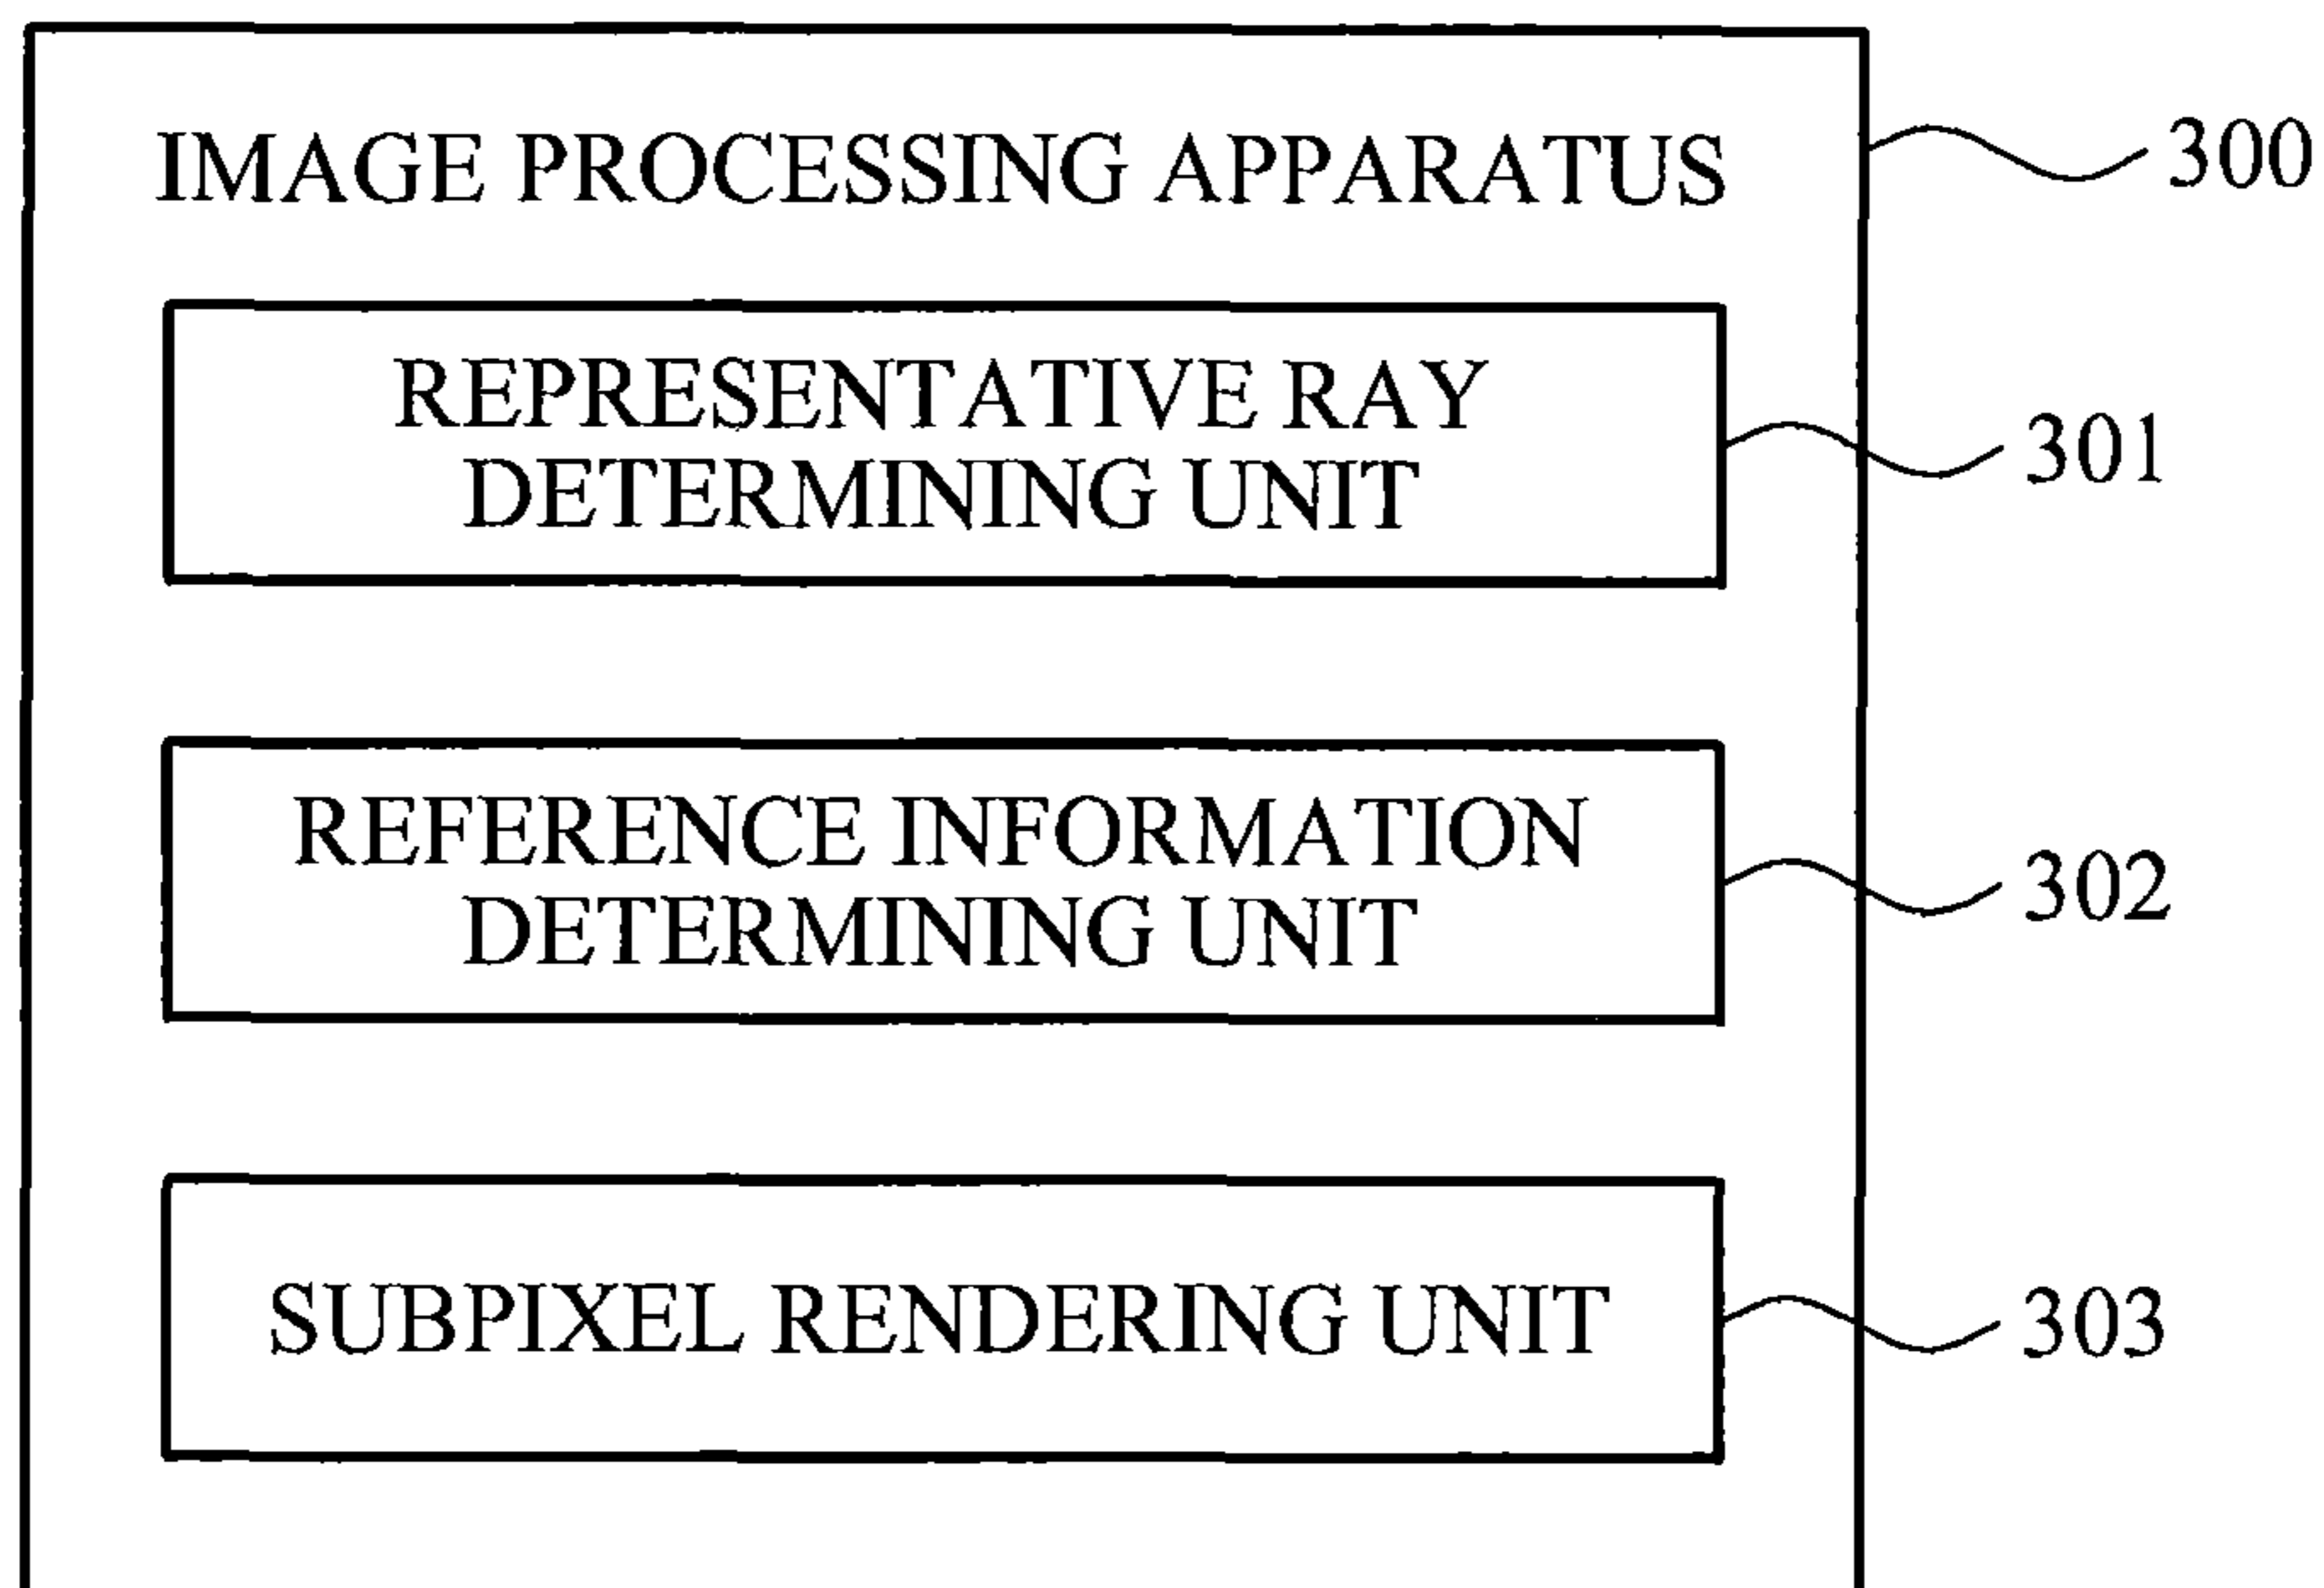 IMAGE PROCESSING APPARATUS
300
REPRESENTATIVE RAY
DETERMINING UNIT
301
REFERENCE INFORMATION
DETERMINING UNIT
302
SUBPIXEL RENDERING UNIT
303